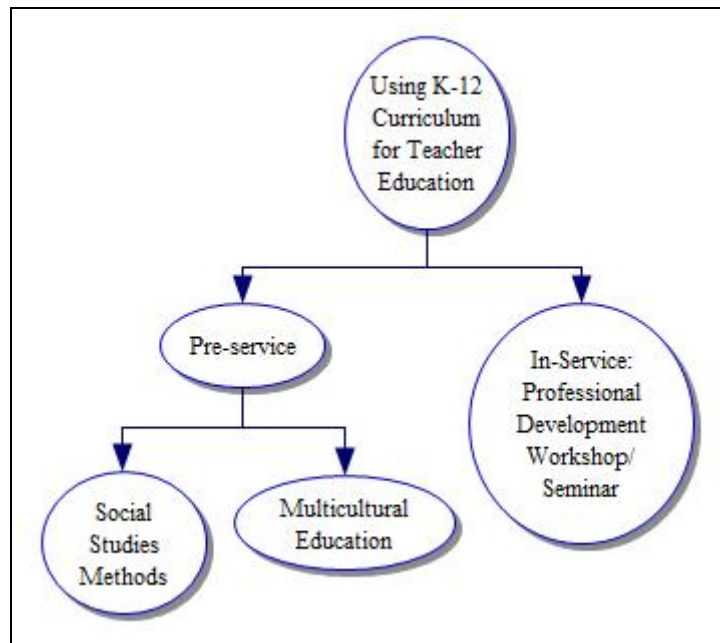 Using K-12
Curriculum
for Teacher
Education
Pre-service
In-Service:
Professional
Development
Workshop/
Seminar
Social
Studies
Methods
Multicultural
Education